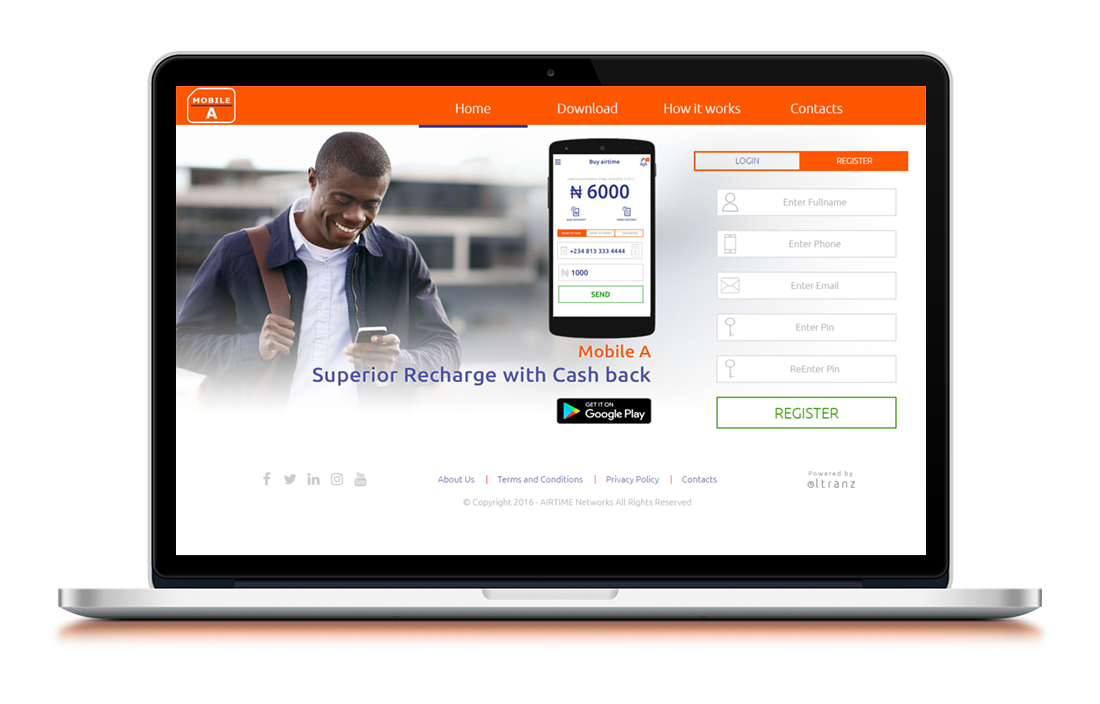 MOBILE
A
Home
Download
How it works
Contacts
Buy airtime
₦ 6000
+234 813 333 4444
₦ 1000
SEND
Mobile A
Superior Recharge with Cash back
GET IT ON
Google Play
LOGIN
REGISTER
Enter Fullname
Enter Phone
Enter Email
Enter Pin
ReEnter Pin
REGISTER
About Us | Terms and Conditions | Privacy Policy | Contacts
© Copyright 2016 - AIRTIME Networks All Rights Reserved
Powered by
oltranz